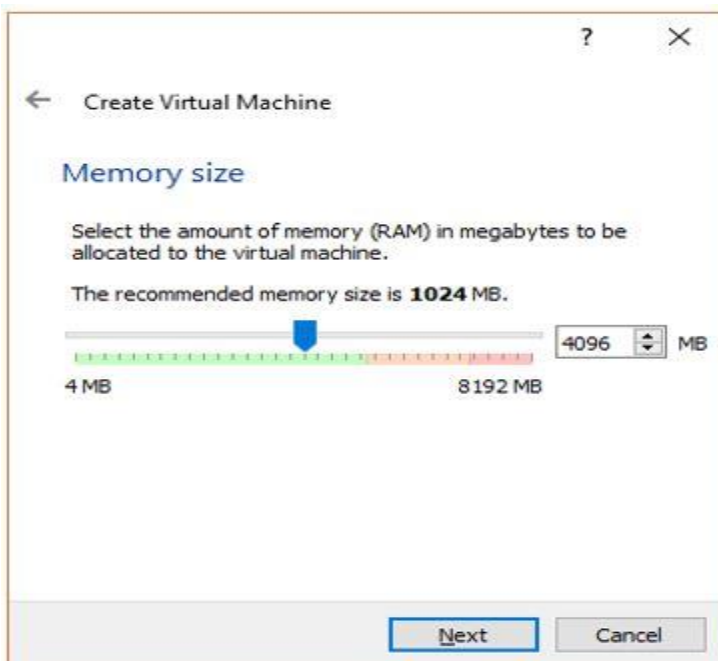 ?
Create Virtual Machine
Memory size
Select the amount of memory (RAM) in megabytes to be
allocated to the virtual machine.
The recommended memory size is 1024 MB.
4096 MB
4 MB 8192 MB
Next Cancel